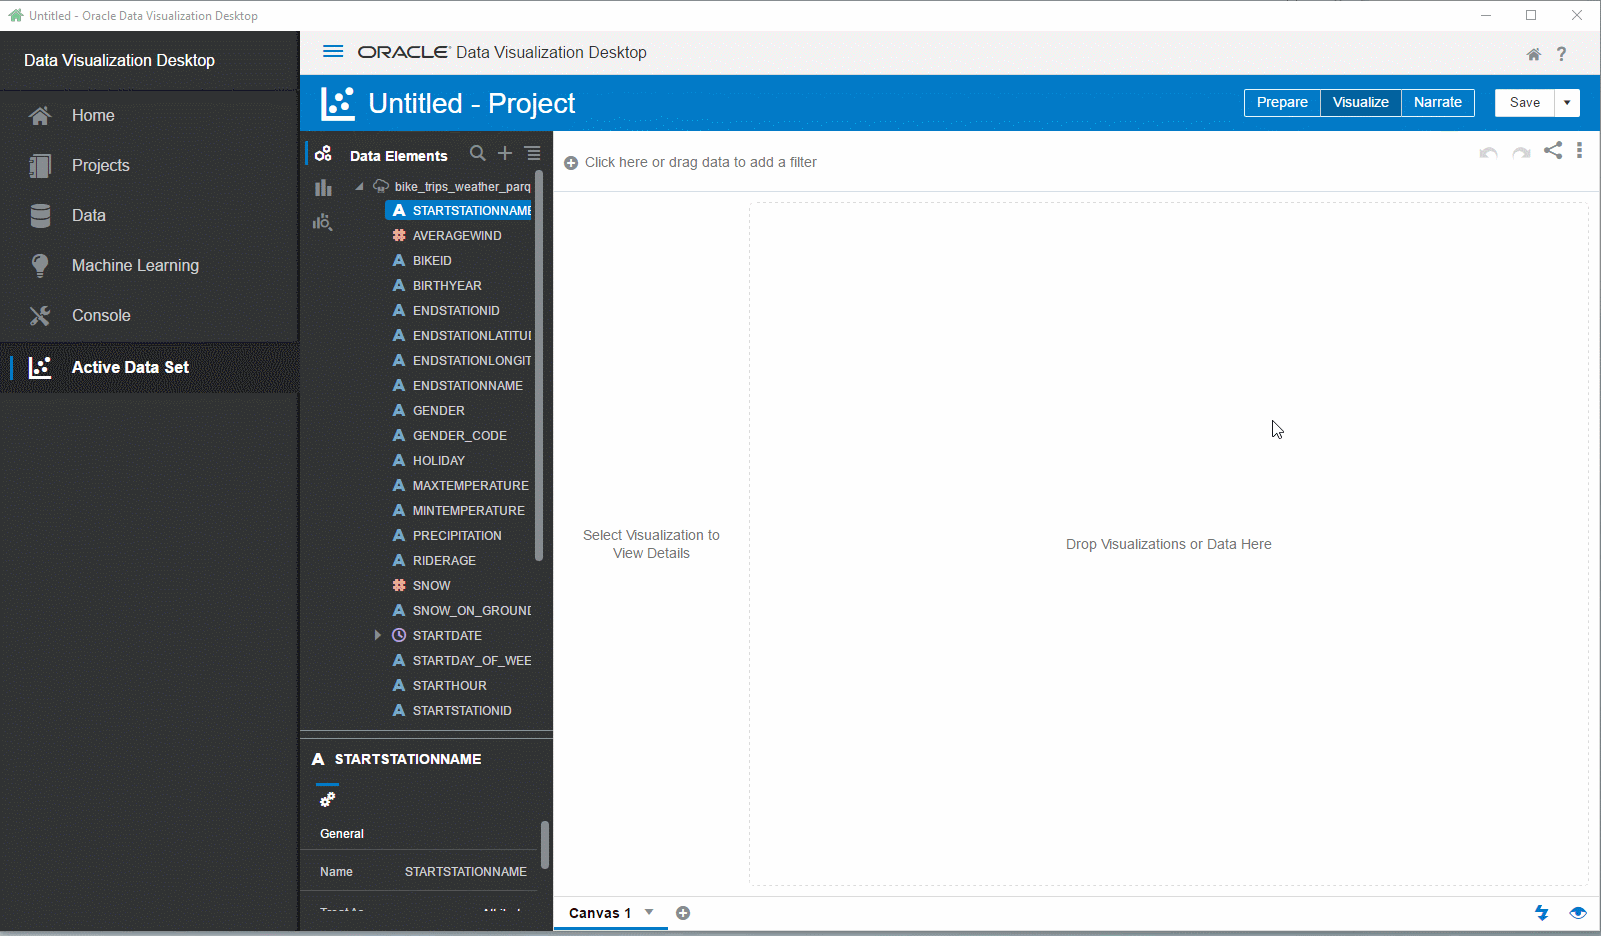 Untitled - Oracle Data Visualization Desktop
Data Visualization Desktop
Home
Projects
Data
Machine Learning
Console
Active Data Set
ORACLE Data Visualization Desktop
?
Untitled - Project
Prepare
Visualize
Narrate
Save
Data Elements
bike_trips_weather_parq
A STARTSTATIONNAME
# AVERAGEWIND
A BIKEID
A BIRTHYEAR
A ENDSTATIONID
A ENDSTATIONLATITU
A ENDSTATIONLONGIT
A ENDSTATIONNAME
A GENDER
A GENDER_CODE
A HOLIDAY
A MAXTEMPERATURE
A MINTEMPERATURE
A PRECIPITATION
A RIDERAGE
# SNOW
A SNOW_ON_GROUND
STARTDATE
A STARTDAY_OF_WEE
A STARTHOUR
A STARTSTATIONID
A STARTSTATIONNAME
General
Name STARTSTATIONNAME
Click here or drag data to add a filter
Select Visualization to
View Details
Drop Visualizations or Data Here
Canvas 1